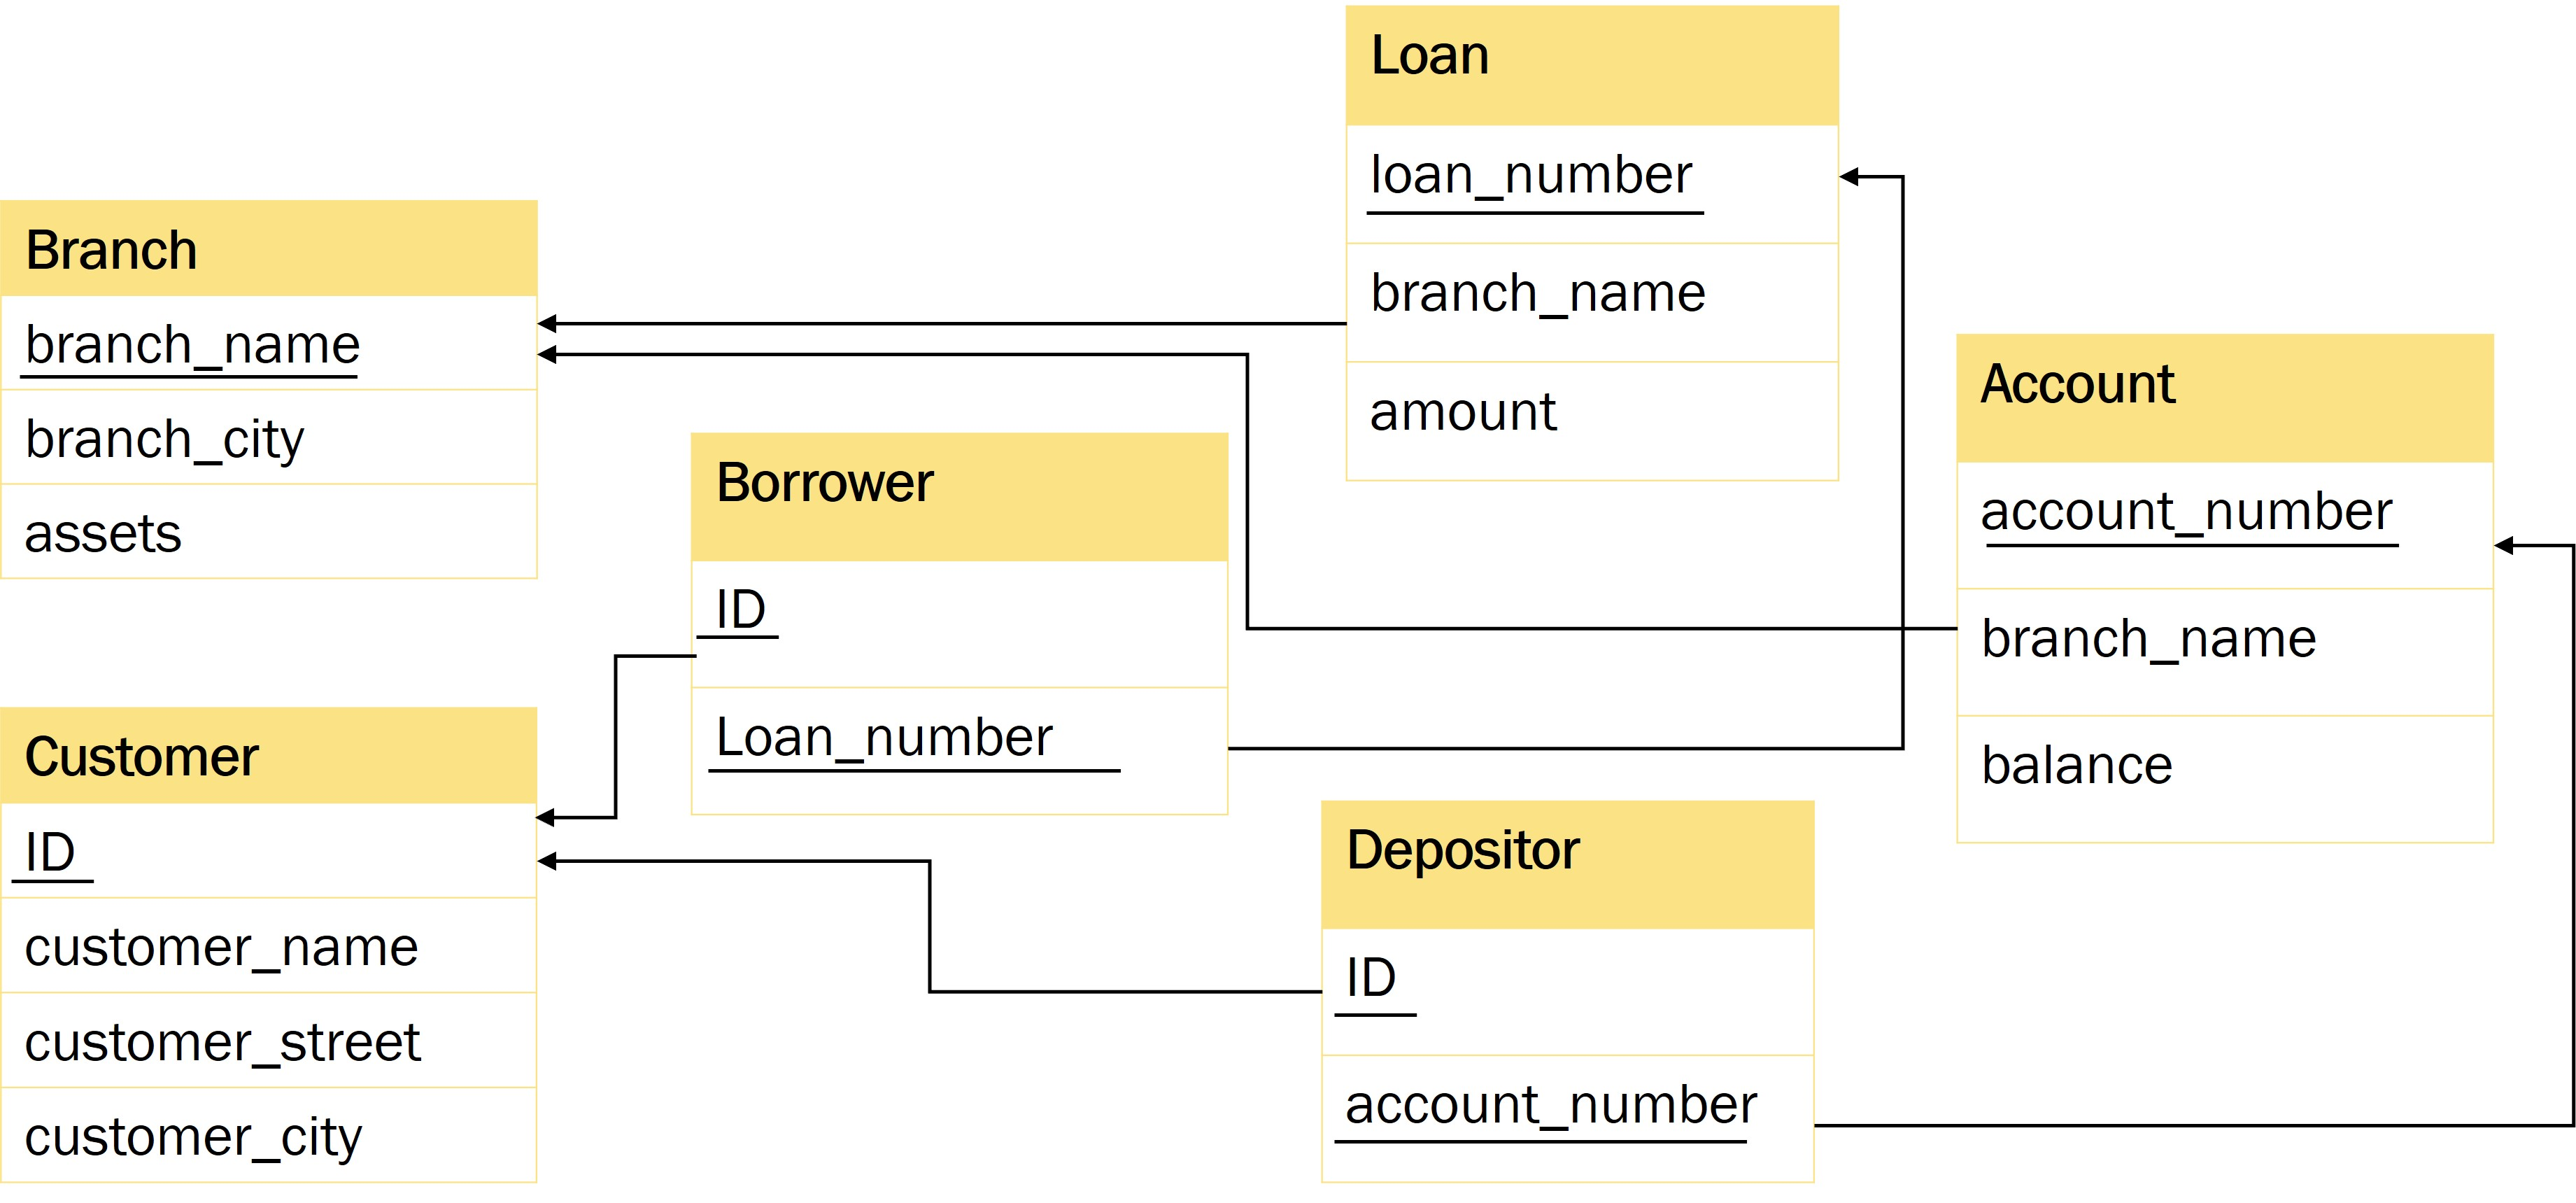 Branch
branch_name
branch_city
assets
Customer
ID
customer_name
customer_street
customer_city
Borrower
ID
Loan_number
Loan
loan_number
branch_name
amount
Depositor
ID
account_number
Account
account_number
branch_name
balance